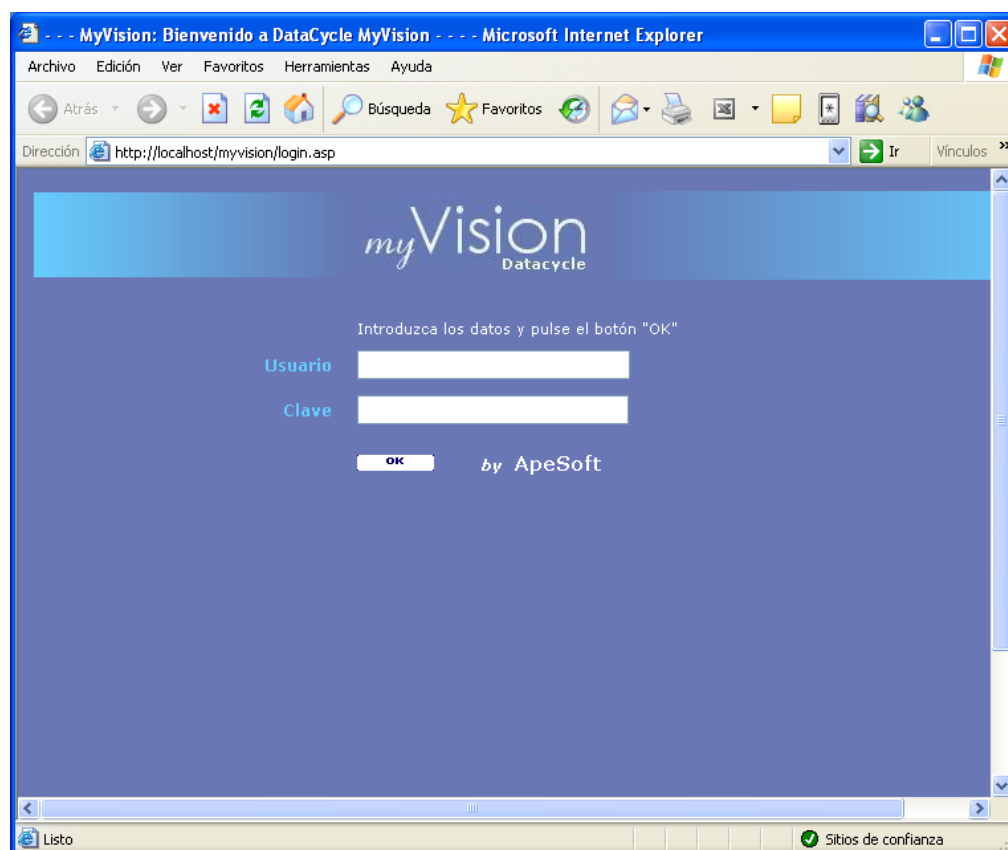 - - - MyVision: Bienvenido a DataCycle MyVision - - - - Microsoft Internet Explorer
Archivo Edición Ver Favoritos Herramientas Ayuda
Atrás Búsqueda Favoritos
Dirección http://localhost/myvision/login.asp Ir Vínculos »
myVision
Datacycle
Introduzca los datos y pulse el botón "OK"
Usuario
Clave
OK by ApeSoft
Listo Sitios de confianza